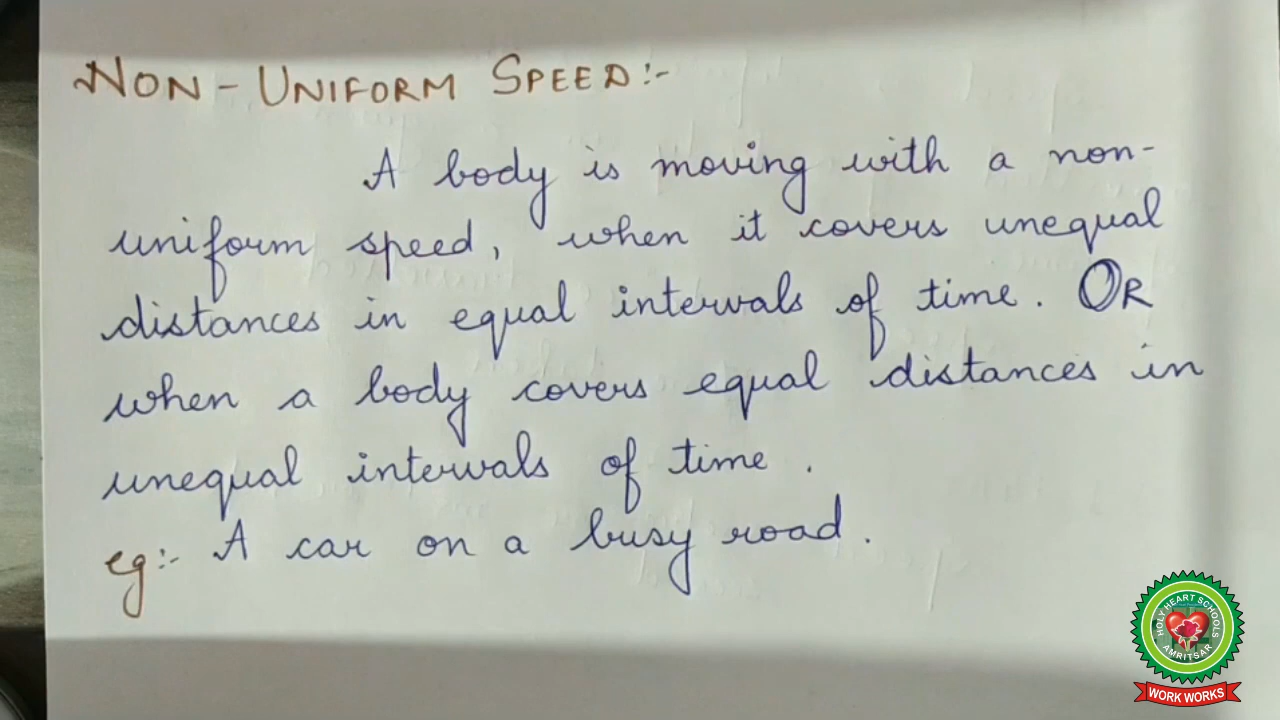 NON-UNIFORM SPEED:-
A body is moving with a non-
uniform speed, when it covers unequal
distances in equal intervals of time. OR
when a body covers equal distances in
unequal intervals of time.
eg:- A car on a busy road.
HOLY HEART SCHOOLS
AMRITSAR
WORK WORKS